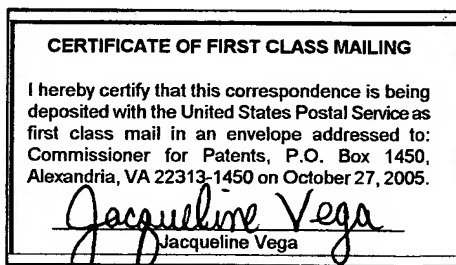 CERTIFICATE OF FIRST CLASS MAILING
I hereby certify that this correspondence is being
deposited with the United States Postal Service as
first class mail in an envelope addressed to:
Commissioner for Patents, P.O. Box 1450,
Alexandria, VA 22313-1450 on October 27, 2005.
Jacqueline Vega
Jacqueline Vega